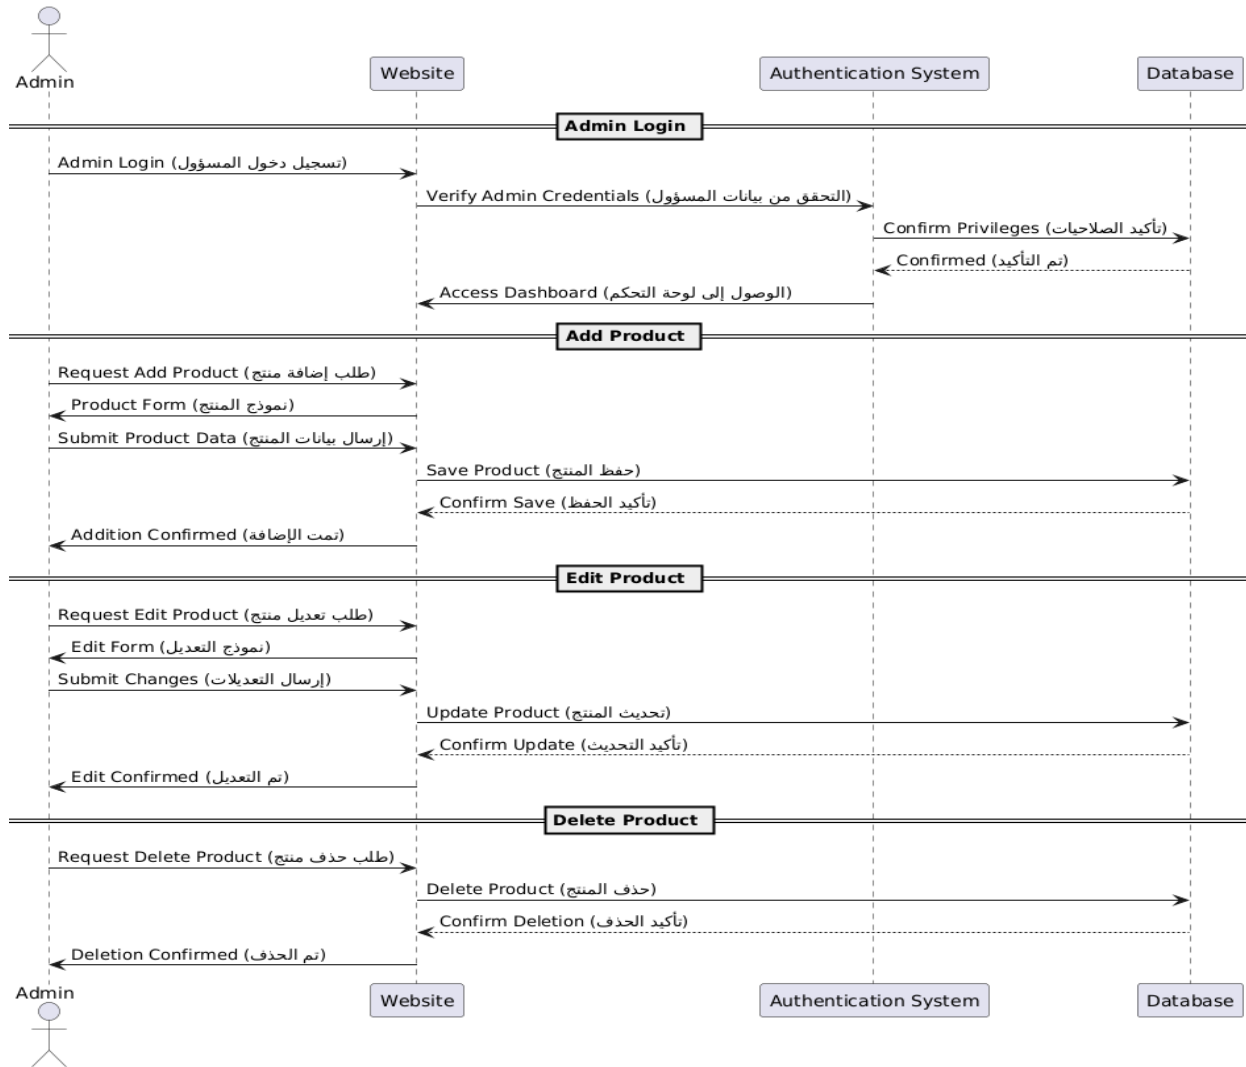 Admin
Website
Authentication System
Database
Admin Login
Admin Login (تسجيل دخول المسؤول)
Verify Admin Credentials (التحقق من بيانات المسؤول)
Confirm Privileges (تأكيد الصلاحيات)
Confirmed (تم التأكيد)
Access Dashboard (الوصول إلى لوحة التحكم)
Add Product
Request Add Product (طلب إضافة منتج)
Product Form (نموذج المنتج)
Submit Product Data (إرسال بيانات المنتج)
Save Product (حفظ المنتج)
Confirm Save (تأكيد الحفظ)
Addition Confirmed (تمت الإضافة)
Edit Product
Request Edit Product (طلب تعديل منتج)
Edit Form (نموذج التعديل)
Submit Changes (إرسال التعديلات)
Update Product (تحديث المنتج)
Confirm Update (تأكيد التحديث)
Edit Confirmed (تم التعديل)
Delete Product
Request Delete Product (طلب حذف منتج)
Delete Product (حذف المنتج)
Confirm Deletion (تأكيد الحذف)
Deletion Confirmed (تم الحذف)
Admin
Website
Authentication System
Database